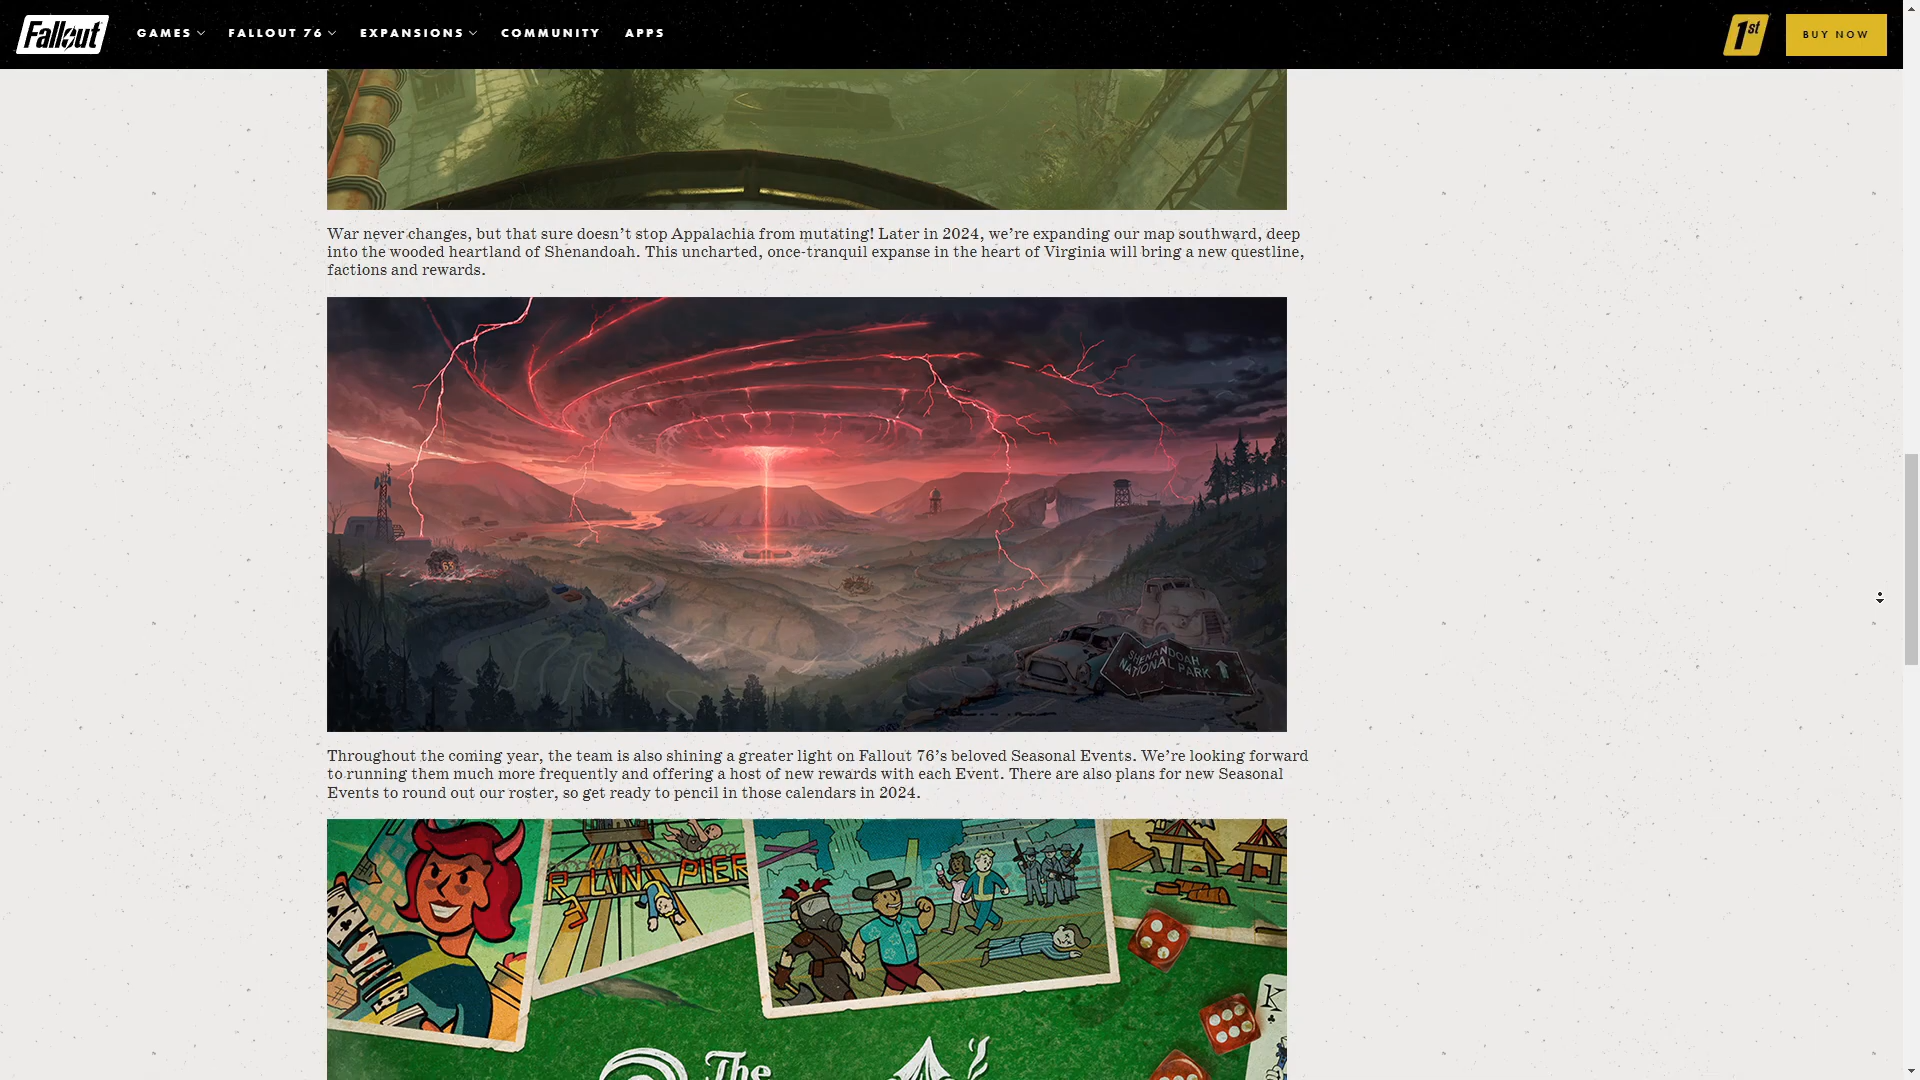 Fallout
GAMES
FALLOUT 76
EXPANSIONS
COMMUNITY
APPS
1st
BUY NOW
War never changes, but that sure doesn’t stop Appalachia from mutating! Later in 2024, we’re expanding our map southward, deep
into the wooded heartland of Shenandoah. This uncharted, once-tranquil expanse in the heart of Virginia will bring a new questline,
factions and rewards.
63
SHENANDOAH
NATIONAL PARK
Throughout the coming year, the team is also shining a greater light on Fallout 76’s beloved Seasonal Events. We’re looking forward
to running them much more frequently and offering a host of new rewards with each Event. There are also plans for new Seasonal
Events to round out our roster, so get ready to pencil in those calendars in 2024.
R LIN PIER
K
The